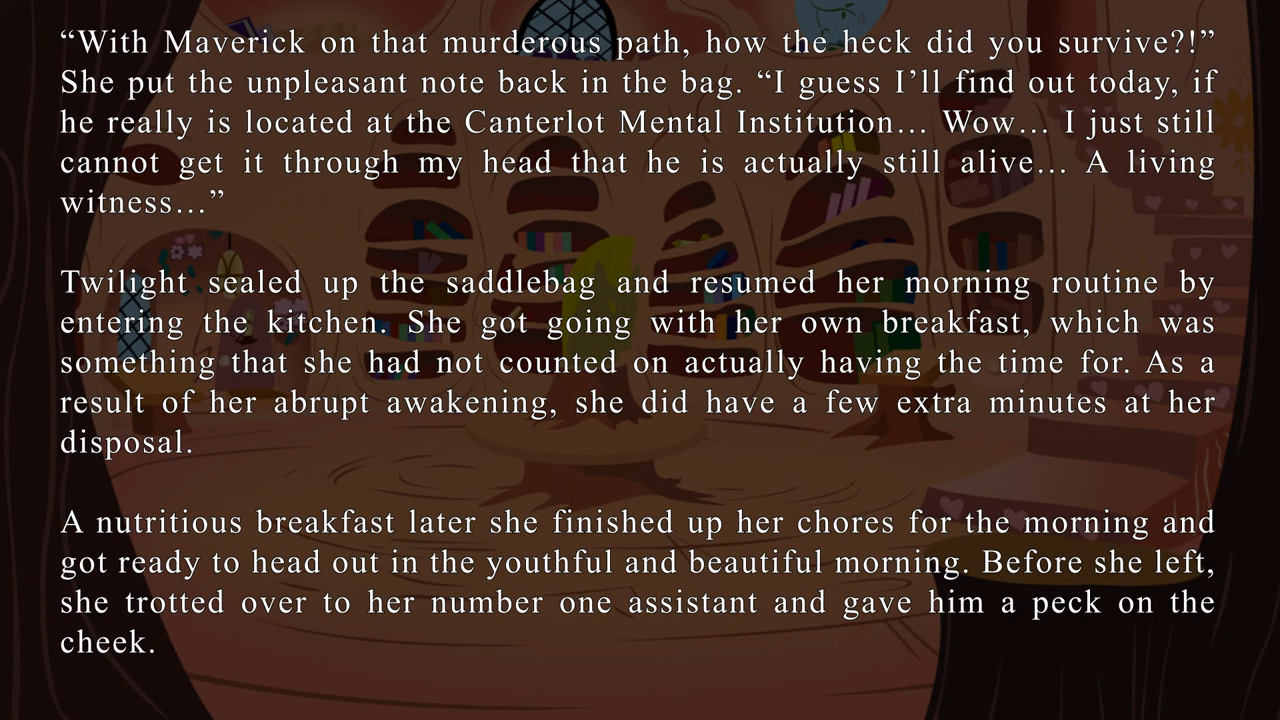 “With Maverick on that murderous path, how the heck did you survive?!”
She put the unpleasant note back in the bag. “I guess I’ll find out today, if
he really is located at the Canterlot Mental Institution… Wow… I just still
cannot get it through my head that he is actually still alive… A living
witness…”
Twilight sealed up the saddlebag and resumed her morning routine by
entering the kitchen. She got going with her own breakfast, which was
something that she had not counted on actually having the time for. As a
result of her abrupt awakening, she did have a few extra minutes at her
disposal.
A nutritious breakfast later she finished up her chores for the morning and
got ready to head out in the youthful and beautiful morning. Before she left,
she trotted over to her number one assistant and gave him a peck on the
cheek.